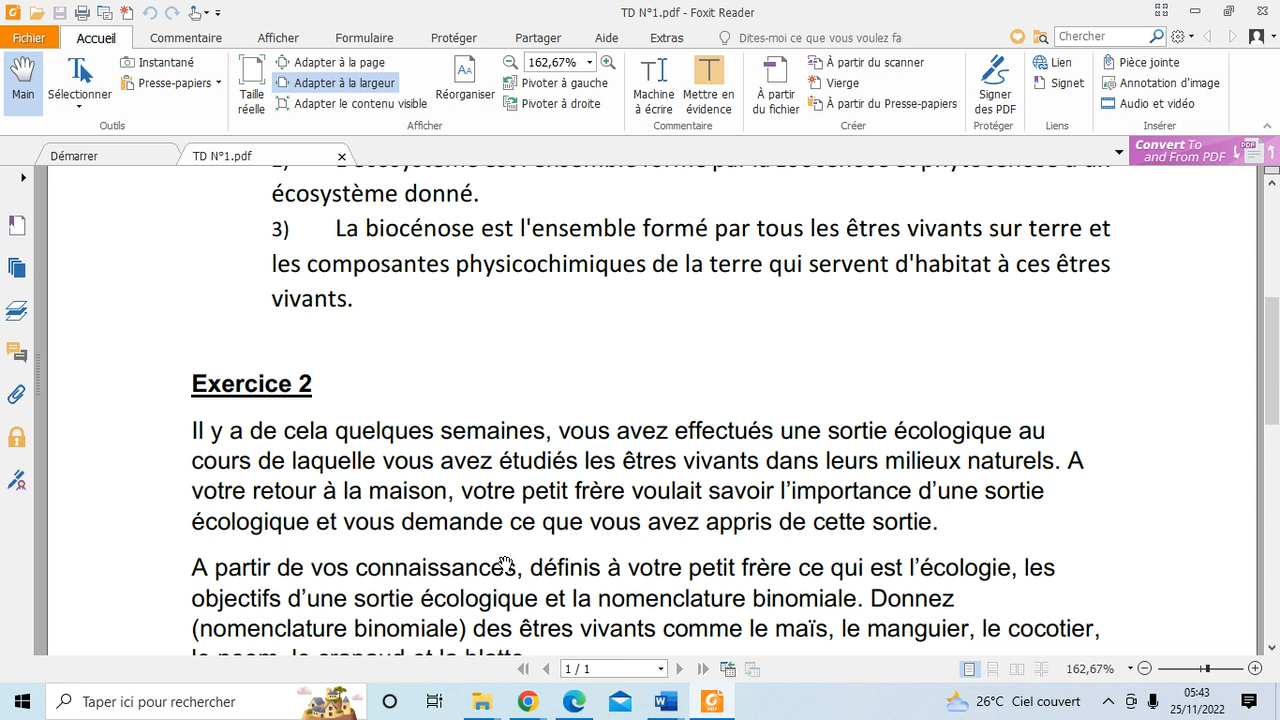 TD N°1.pdf - Foxit Reader
Fichier Accueil Commentaire Afficher Formulaire Protéger Partager Aide Extras Dites-moi ce que vous voulez fa Chercher
Main
Sélectionner
Instantané
Presse-papiers
Outils
Taille réelle
Adapter à la page
Adapter à la largeur
Adapter le contenu visible
Réorganiser
162,67%
Pivoter à gauche
Pivoter à droite
Afficher
Machine à écrire
Mettre en évidence
Commentaire
À partir du fichier
À partir du scanner
Vierge
À partir du Presse-papiers
Créer
Signer des PDF
Protéger
Lien
Signet
Liens
Pièce jointe
Annotation d'image
Audio et vidéo
Insérer
Démarrer TD N°1.pdf
Convert To
and From PDF
PDF
écosystème donné.
3) La biocénose est l'ensemble formé par tous les êtres vivants sur terre et
les composantes physicochimiques de la terre qui servent d'habitat à ces êtres
vivants.
Exercice 2
Il y a de cela quelques semaines, vous avez effectués une sortie écologique au
cours de laquelle vous avez étudiés les êtres vivants dans leurs milieux naturels. A
votre retour à la maison, votre petit frère voulait savoir l'importance d'une sortie
écologique et vous demande ce que vous avez appris de cette sortie.
A partir de vos connaissances, définis à votre petit frère ce qui est l'écologie, les
objectifs d'une sortie écologique et la nomenclature binomiale. Donnez
(nomenclature binomiale) des êtres vivants comme le maïs, le manguier, le cocotier,
1 / 1
162,67%
Taper ici pour rechercher
26°C Ciel couvert
05:43
25/11/2022